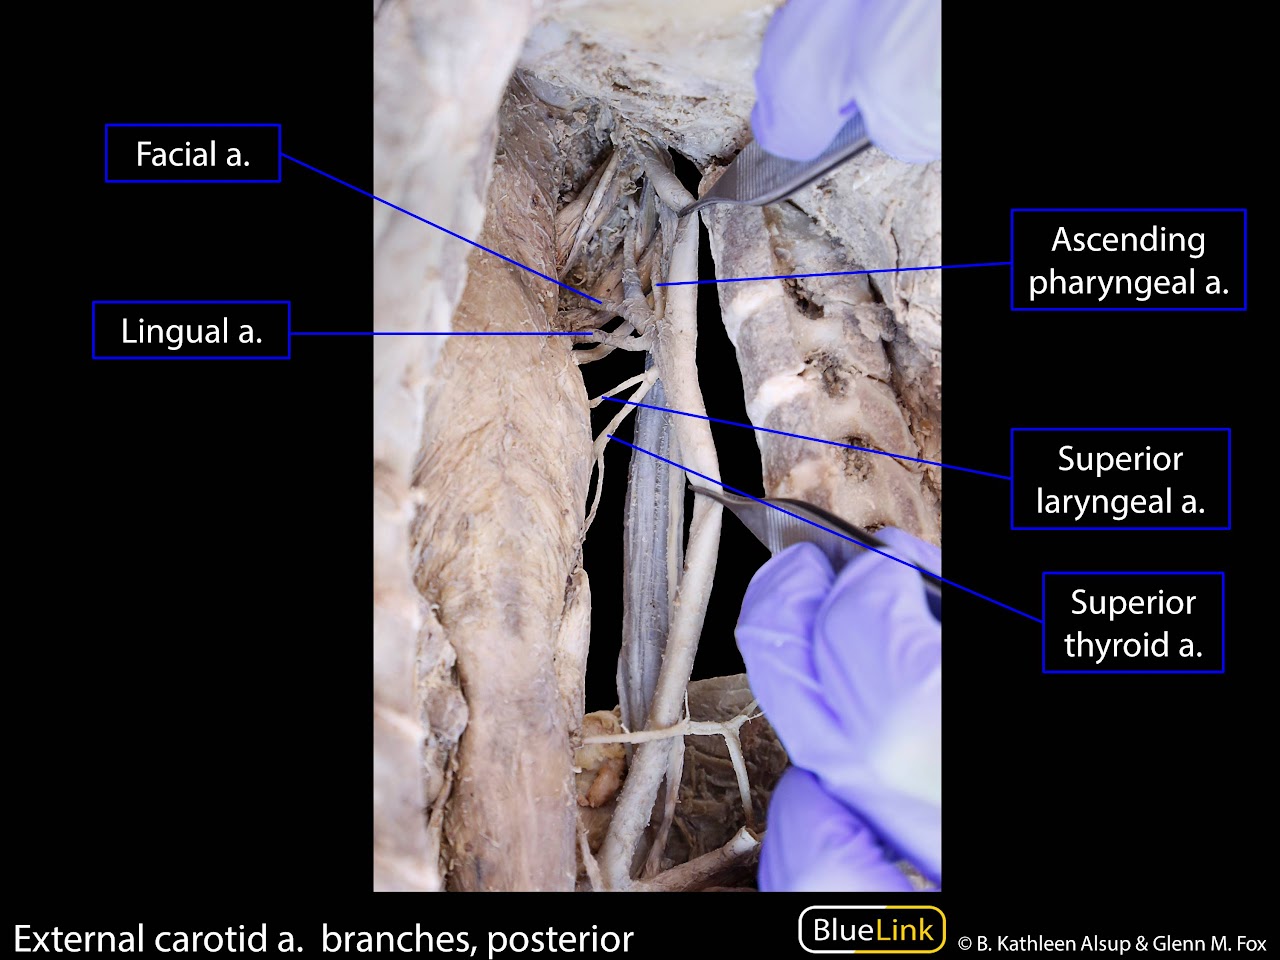 Facial a.
Lingual a.
Ascending
pharyngeal a.
Superior
laryngeal a.
Superior
thyroid a.
External carotid a.  branches, posterior
BlueLink
© B. Kathleen Alsup & Glenn M. Fox